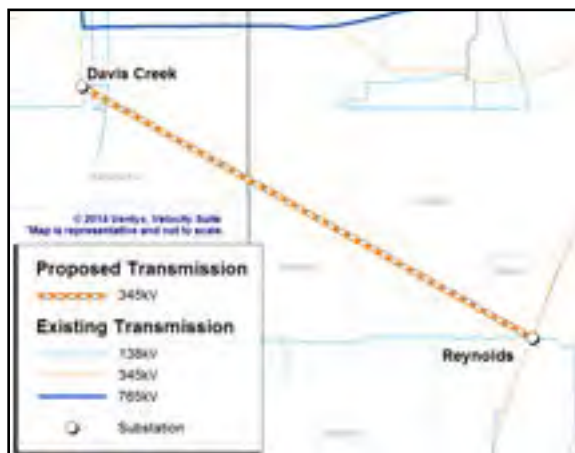 Davis Creek
© 2014 Ventyx, Velocity Suite
*Map is representative and not to scale.
Proposed Transmission
345kV
Existing Transmission
138kV
345kV
765kV
Substation
Reynolds